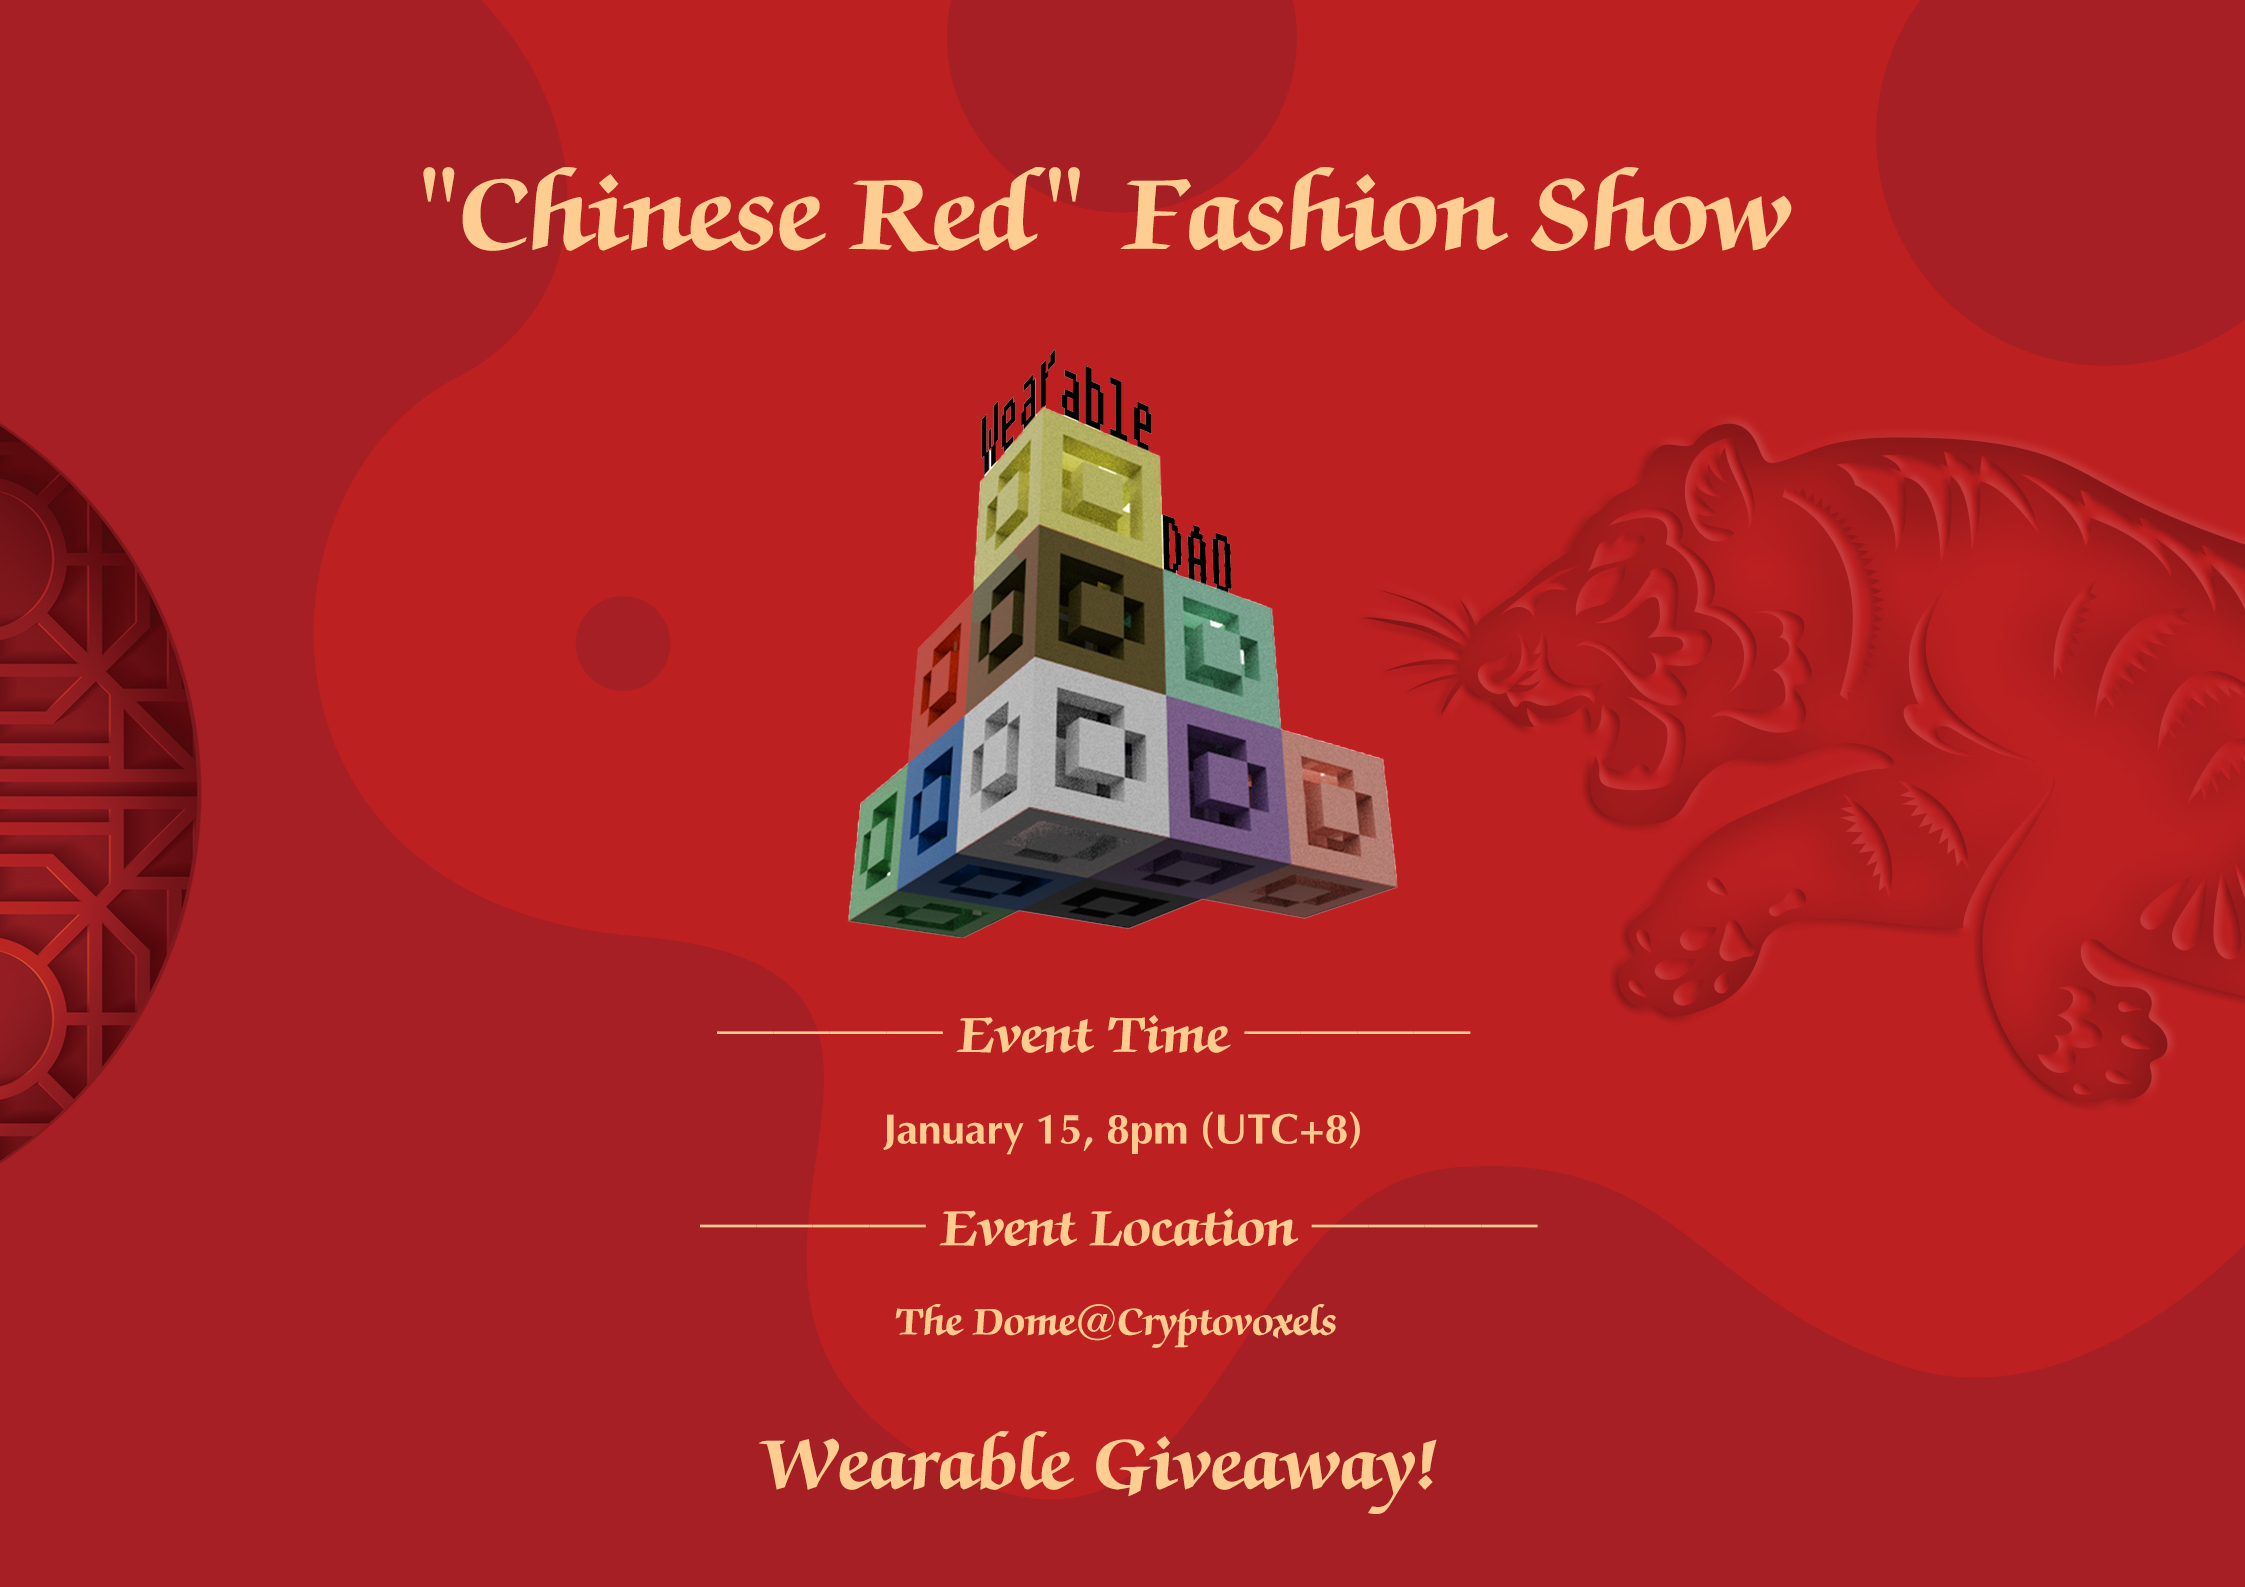 "Chinese Red" Fashion Show
Wearable
DAO
Event Time
January 15, 8pm (UTC+8)
Event Location
The Dome@Cryptovoxels
Wearable Giveaway!